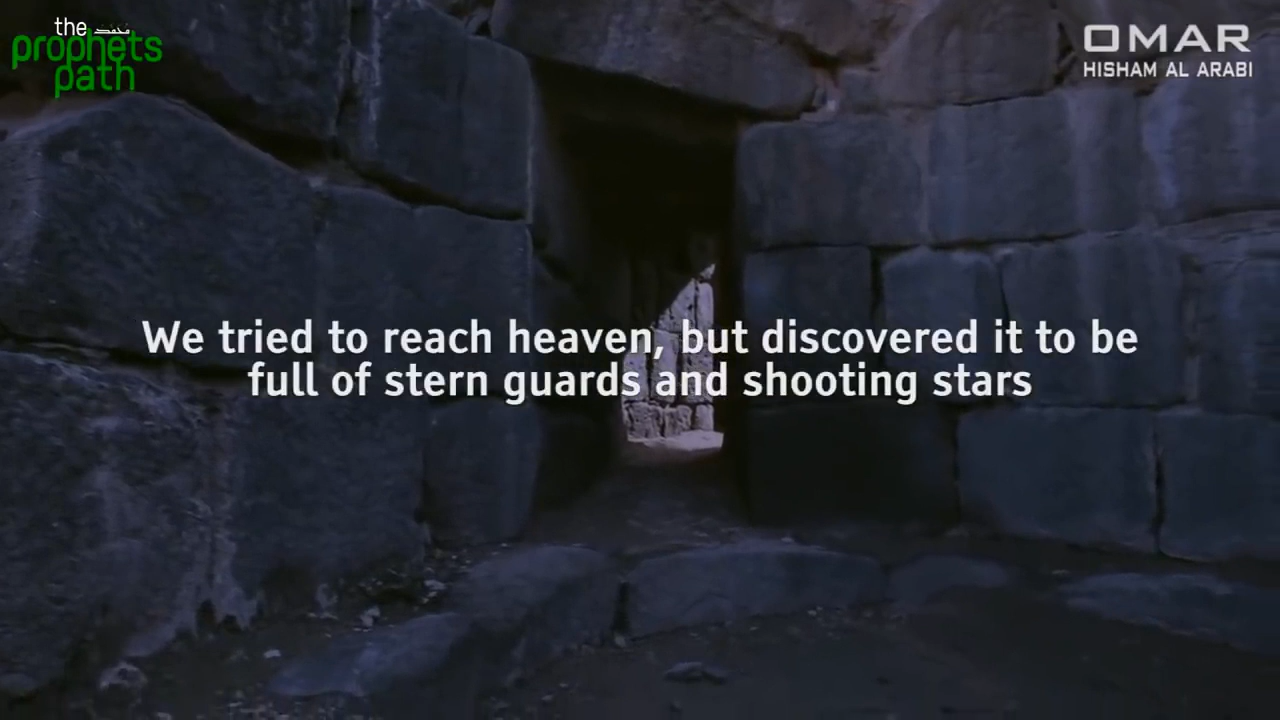 the محمد
prophets
path
OMAR
HISHAM AL ARABI
We tried to reach heaven, but discovered it to be
full of stern guards and shooting stars